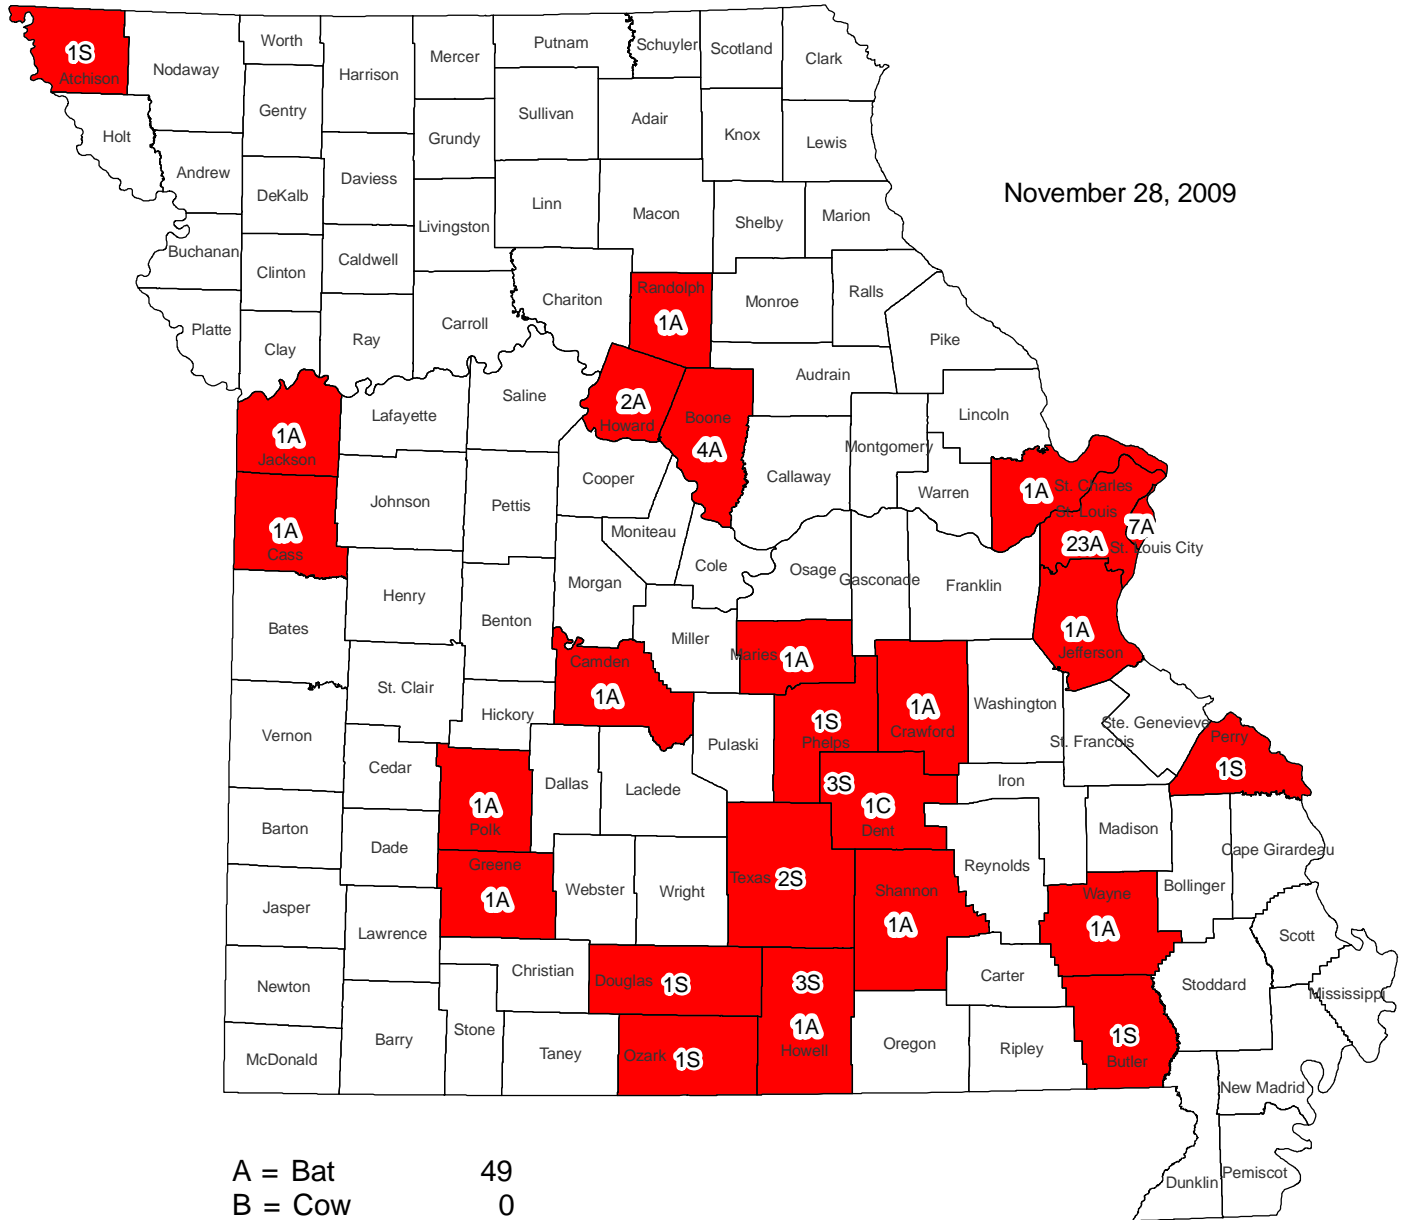 Worth
Putnam
Schuyler
Scotland
1S
Atchison
Nodaway
Harrison
Mercer
Clark
Gentry
Sullivan
Adair
Holt
Grundy
Knox
Lewis
Andrew
DeKalb
Daviess
November 28, 2009
Livingston
Linn
Macon
Shelby
Marion
Buchanan
Clinton
Caldwell
Chariton
Randolph
1A
Monroe
Ralls
Platte
Clay
Ray
Carroll
Pike
Audrain
Saline
2A
Howard
Boone
4A
Lafayette
Lincoln
1A
Jackson
Montgomery
Cooper
Callaway
Warren
1A
St. Charles
St. Louis
7A
23A
St. Louis City
Johnson
Pettis
1A
Cass
Moniteau
Cole
Osage
Gasconade
Franklin
Henry
Morgan
Benton
Bates
Miller
1A
Jefferson
Maries
1A
Camden
1A
St. Clair
Hickory
Washington
1A
Crawford
1S
Phelps
Pulaski
Ste. Genevieve
St. Francois
Perry
1S
Vernon
Cedar
Dallas
Laclede
3S
1C
Dent
Iron
1A
Polk
Barton
Dade
Madison
Cape Girardeau
Greene
1A
Webster
Wright
Texas
2S
Shannon
1A
Reynolds
Wayne
1A
Bollinger
Jasper
Lawrence
Scott
Christian
Douglas
1S
3S
1A
Howell
Carter
Newton
Stoddard
Mississippi
Stone
Barry
Taney
Ozark
1S
Oregon
Ripley
1S
Butler
McDonald
New Madrid
Dunklin
Pemiscot
A = Bat 49
B = Cow 0